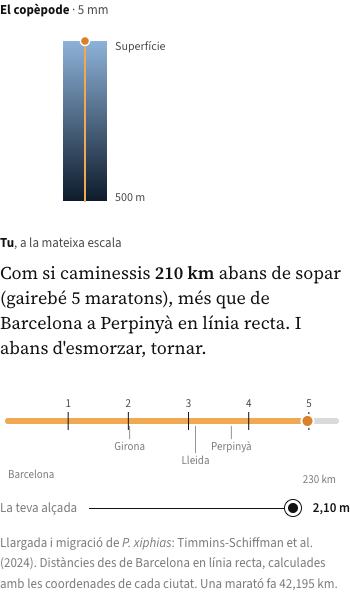 El copèpode · 5 mm
Superfície
500 m
Tu, a la mateixa escala
Com si caminessis 210 km abans de sopar
(gairebé 5 maratons), més que de
Barcelona a Perpinyà en línia recta. I
abans d'esmorzar, tornar.
1 2 3 4 5
Girona Perpinyà
Lleida
Barcelona 230 km
La teva alçada 2,10 m
Llargada i migració de P. xiphias: Timmins-Schiffman et al.
(2024). Distàncies des de Barcelona en línia recta, calculades
amb les coordenades de cada ciutat. Una marató fa 42,195 km.